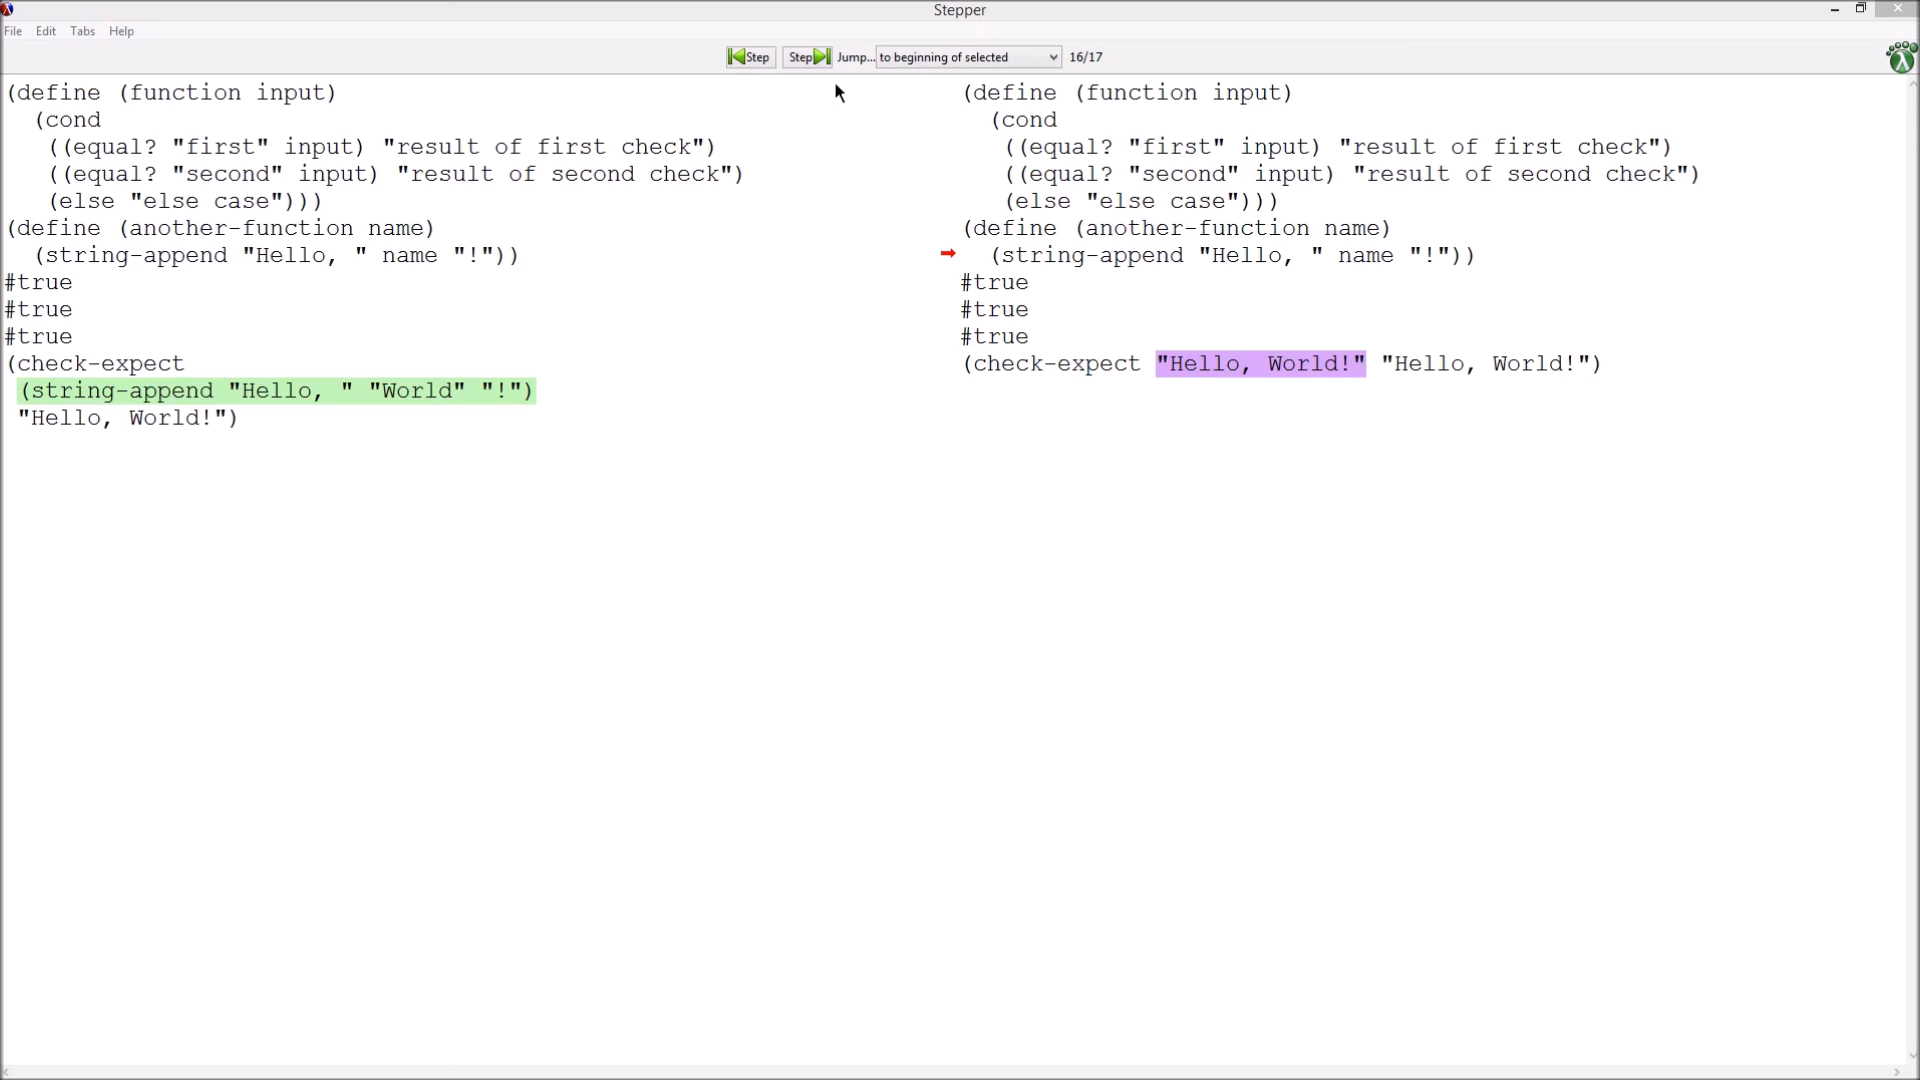 Stepper
File Edit Tabs Help
Step Step Jump... to beginning of selected 16/17
(define (function input)
(cond
((equal? "first" input) "result of first check")
((equal? "second" input) "result of second check")
(else "else case")))
(define (another-function name)
(string-append "Hello, " name "!"))
#true
#true
#true
(check-expect
(string-append "Hello, " "World" "!")
"Hello, World!")
(define (function input)
(cond
((equal? "first" input) "result of first check")
((equal? "second" input) "result of second check")
(else "else case")))
(define (another-function name)
(string-append "Hello, " name "!"))
#true
#true
#true
(check-expect "Hello, World!" "Hello, World!")